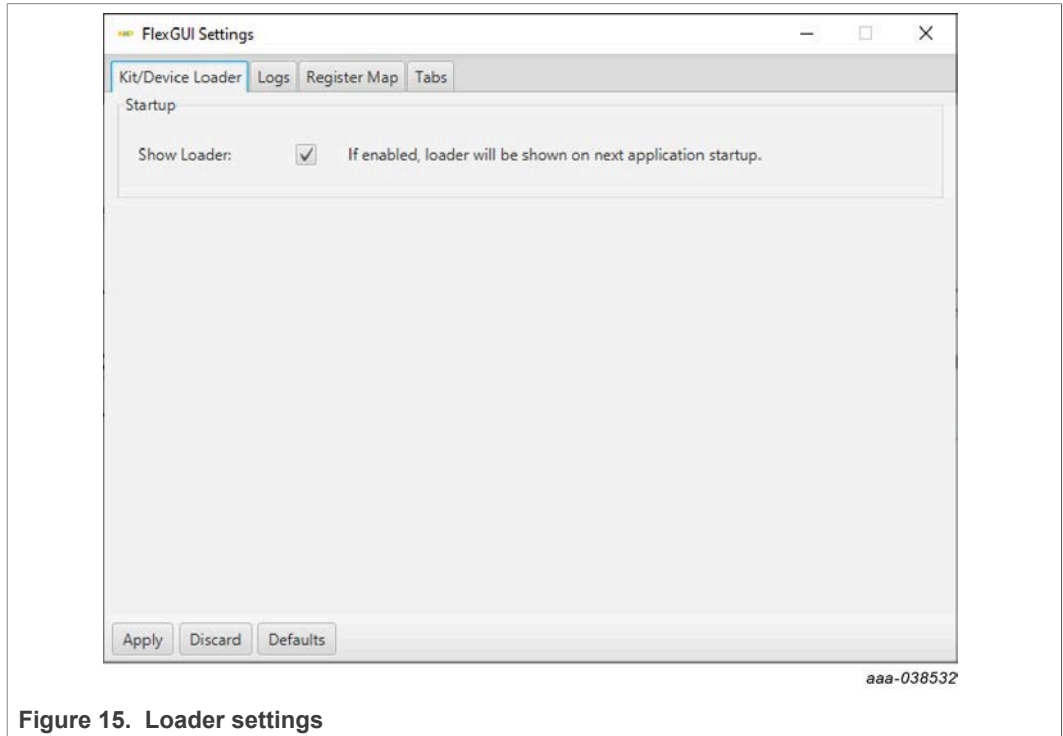 FlexGUI Settings
Kit/Device Loader Logs Register Map Tabs
Startup
Show Loader: If enabled, loader will be shown on next application startup.
Apply Discard Defaults
aaa-038532
Figure 15. Loader settings